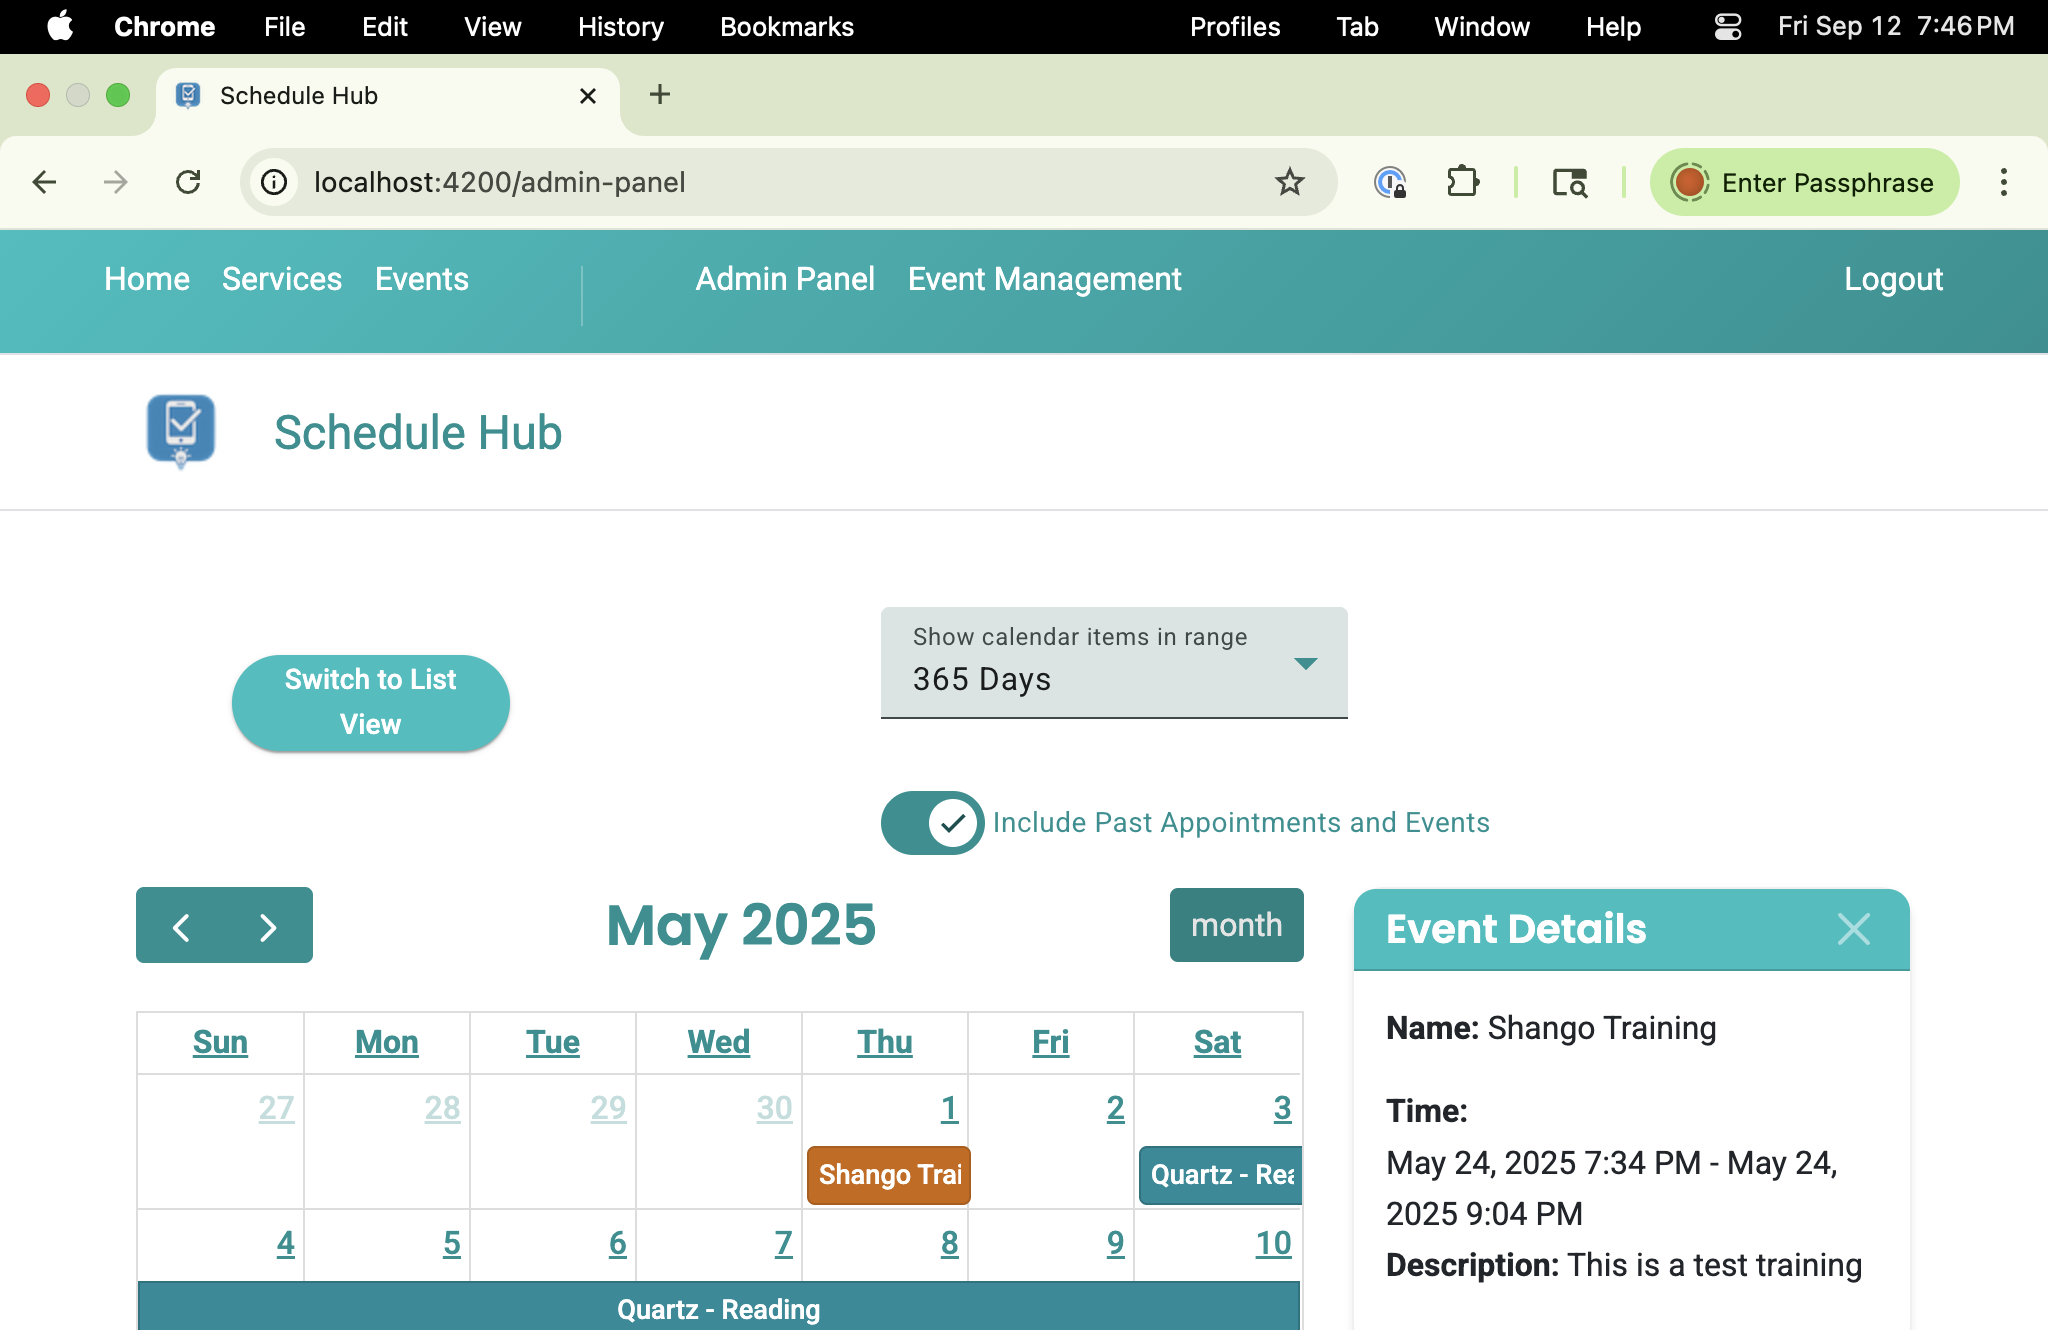 Chrome File Edit View History Bookmarks Profiles Tab Window Help Fri Sep 12 7:46 PM
Schedule Hub
localhost:4200/admin-panel
Enter Passphrase
Home Services Events Admin Panel Event Management Logout
Schedule Hub
Switch to List
View
Show calendar items in range
365 Days
Include Past Appointments and Events
May 2025
month
Sun Mon Tue Wed Thu Fri Sat
27 28 29 30 1 2 3
Shango Trai
Quartz - Rea
4 5 6 7 8 9 10
Quartz - Reading
Event Details
Name: Shango Training
Time:
May 24, 2025 7:34 PM - May 24,
2025 9:04 PM
Description: This is a test training